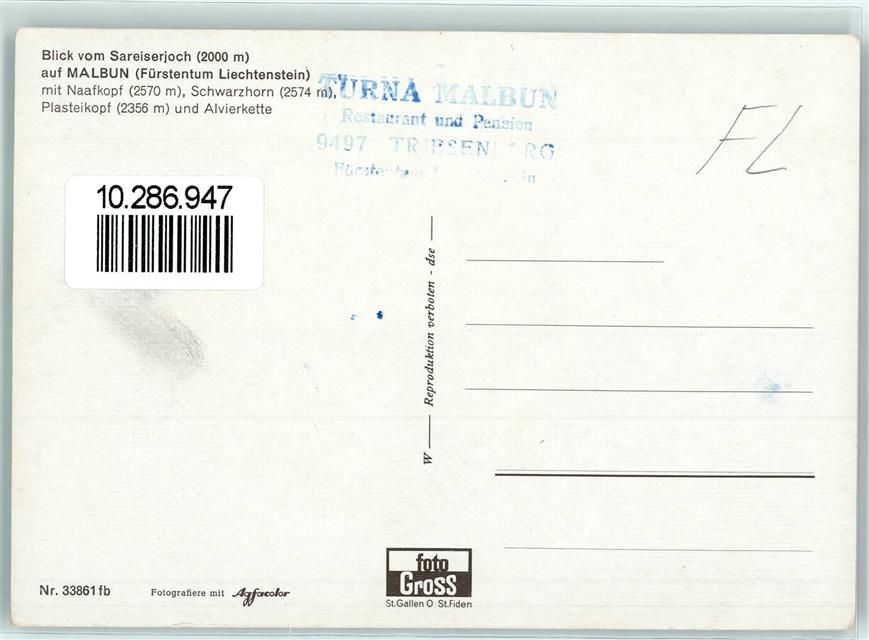 Blick vom Sareiserjoch (2000 m)
auf MALBUN (Fürstentum Liechtenstein)
mit Naafkopf (2570 m), Schwarzhorn (2574 m),
Plasteikopf (2356 m) und Alvierkette
TURNA MALBUN
Restaurant und Pension
9497 TRIESENBERG
Fürstentum
FL
10.286.947
W — Reproduktion verboten - dse —
Nr. 33861 fb
Fotografiere mit Agfacolor
foto
Gross
St.Gallen O St.Fiden